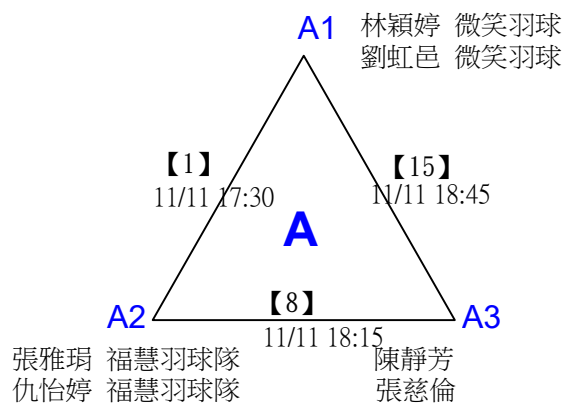 A1
林穎婷 微笑羽球
劉虹邑 微笑羽球
【1】
11/11 17:30
【15】
11/11 18:45
A
【8】
11/11 18:15
A2
A3
張雅琄 福慧羽球隊
仇怡婷 福慧羽球隊
陳靜芳
張慈倫